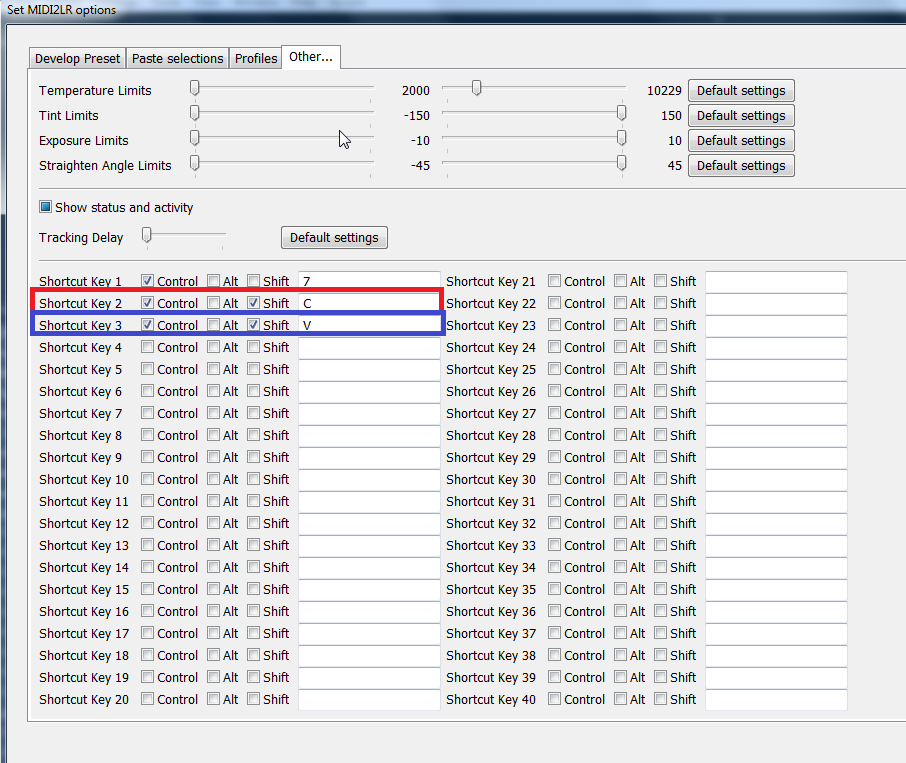 Set MIDI2LR options
Develop Preset Paste selections Profiles Other...
Temperature Limits 2000 10229 Default settings
Tint Limits -150 150 Default settings
Exposure Limits -10 10 Default settings
Straighten Angle Limits -45 45 Default settings
Show status and activity
Tracking Delay Default settings
Shortcut Key 1 Control Alt Shift 7 Shortcut Key 21 Control Alt Shift
Shortcut Key 2 Control Alt Shift C Shortcut Key 22 Control Alt Shift
Shortcut Key 3 Control Alt Shift V Shortcut Key 23 Control Alt Shift
Shortcut Key 4 Control Alt Shift Shortcut Key 24 Control Alt Shift
Shortcut Key 5 Control Alt Shift Shortcut Key 25 Control Alt Shift
Shortcut Key 6 Control Alt Shift Shortcut Key 26 Control Alt Shift
Shortcut Key 7 Control Alt Shift Shortcut Key 27 Control Alt Shift
Shortcut Key 8 Control Alt Shift Shortcut Key 28 Control Alt Shift
Shortcut Key 9 Control Alt Shift Shortcut Key 29 Control Alt Shift
Shortcut Key 10 Control Alt Shift Shortcut Key 30 Control Alt Shift
Shortcut Key 11 Control Alt Shift Shortcut Key 31 Control Alt Shift
Shortcut Key 12 Control Alt Shift Shortcut Key 32 Control Alt Shift
Shortcut Key 13 Control Alt Shift Shortcut Key 33 Control Alt Shift
Shortcut Key 14 Control Alt Shift Shortcut Key 34 Control Alt Shift
Shortcut Key 15 Control Alt Shift Shortcut Key 35 Control Alt Shift
Shortcut Key 16 Control Alt Shift Shortcut Key 36 Control Alt Shift
Shortcut Key 17 Control Alt Shift Shortcut Key 37 Control Alt Shift
Shortcut Key 18 Control Alt Shift Shortcut Key 38 Control Alt Shift
Shortcut Key 19 Control Alt Shift Shortcut Key 39 Control Alt Shift
Shortcut Key 20 Control Alt Shift Shortcut Key 40 Control Alt Shift